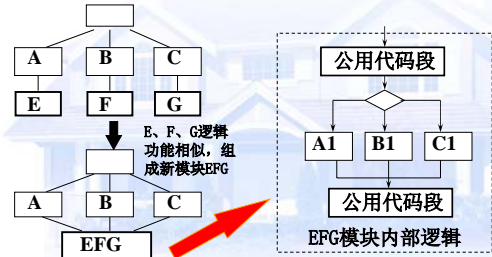 A B C
E F G
E、F、G逻辑
功能相似，组
成新模块EFG
A B C
EFG
公用代码段
A1 B1 C1
公用代码段
EFG模块内部逻辑